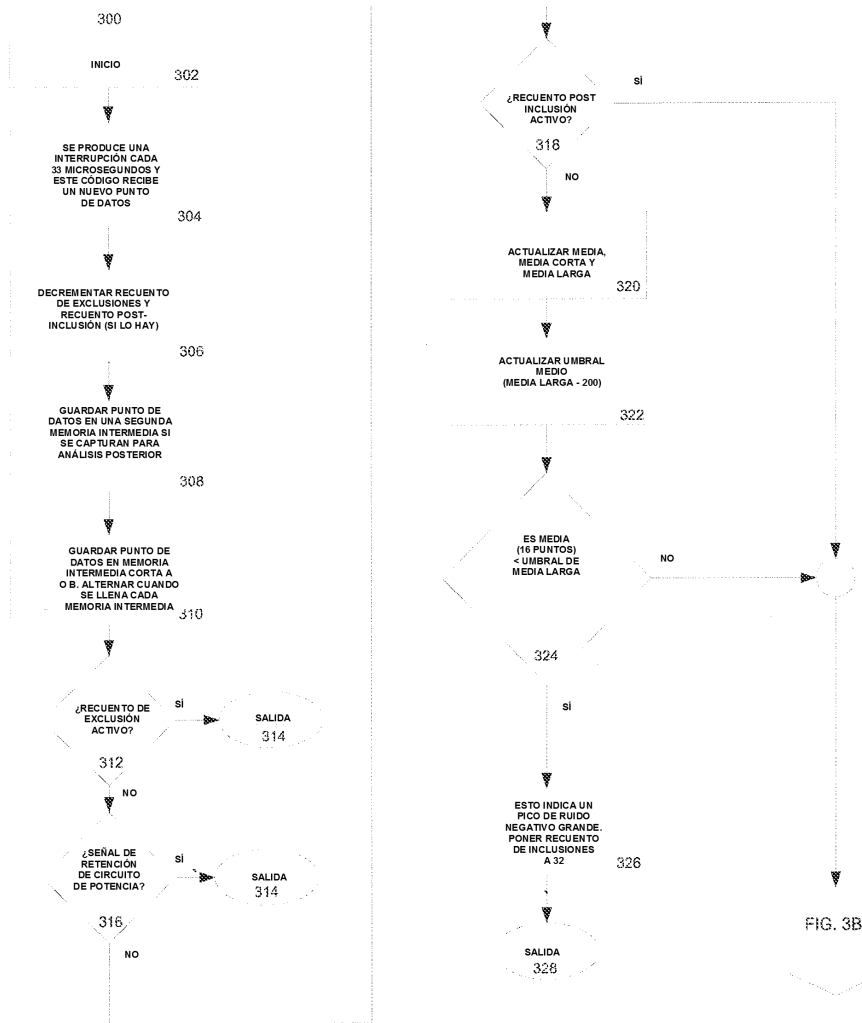 300
INICIO
302
SE PRODUCE UNA
INTERRUPCIÓN CADA
33 MICROSEGUNDOS Y
ESTE CÓDIGO RECIBE
UN NUEVO PUNTO
DE DATOS
304
DECREMENTAR RECUENTO
DE EXCLUSIONES Y
RECUENTO POST-
INCLUSIÓN (SI LO HAY)
306
GUARDAR PUNTO DE
DATOS EN UNA SEGUNDA
MEMORIA INTERMEDIA SI
SE CAPTURAN PARA
ANÁLISIS POSTERIOR
308
GUARDAR PUNTO DE
DATOS EN MEMORIA
INTERMEDIA CORTA A
O B. ALTERNAR CUANDO
SE LLENA CADA
MEMORIA INTERMEDIA
310
¿RECUENTO DE
EXCLUSIÓN
ACTIVO?
312
SÍ
SALIDA
314
NO
¿SEÑAL DE
RETENCIÓN
DE CIRCUITO
DE POTENCIA?
316
SÍ
SALIDA
314
NO
¿RECUENTO POST
INCLUSIÓN
ACTIVO?
318
SÍ
NO
ACTUALIZAR MEDIA,
MEDIA CORTA Y
MEDIA LARGA
320
ACTUALIZAR UMBRAL
MEDIO
(MEDIA LARGA - 200)
322
ES MEDIA
(16 PUNTOS)
< UMBRAL DE
MEDIA LARGA
324
NO
SÍ
ESTO INDICA UN
PICO DE RUIDO
NEGATIVO GRANDE.
PONER RECUENTO
DE INCLUSIONES
A 32
326
SALIDA
328
FIG. 3B